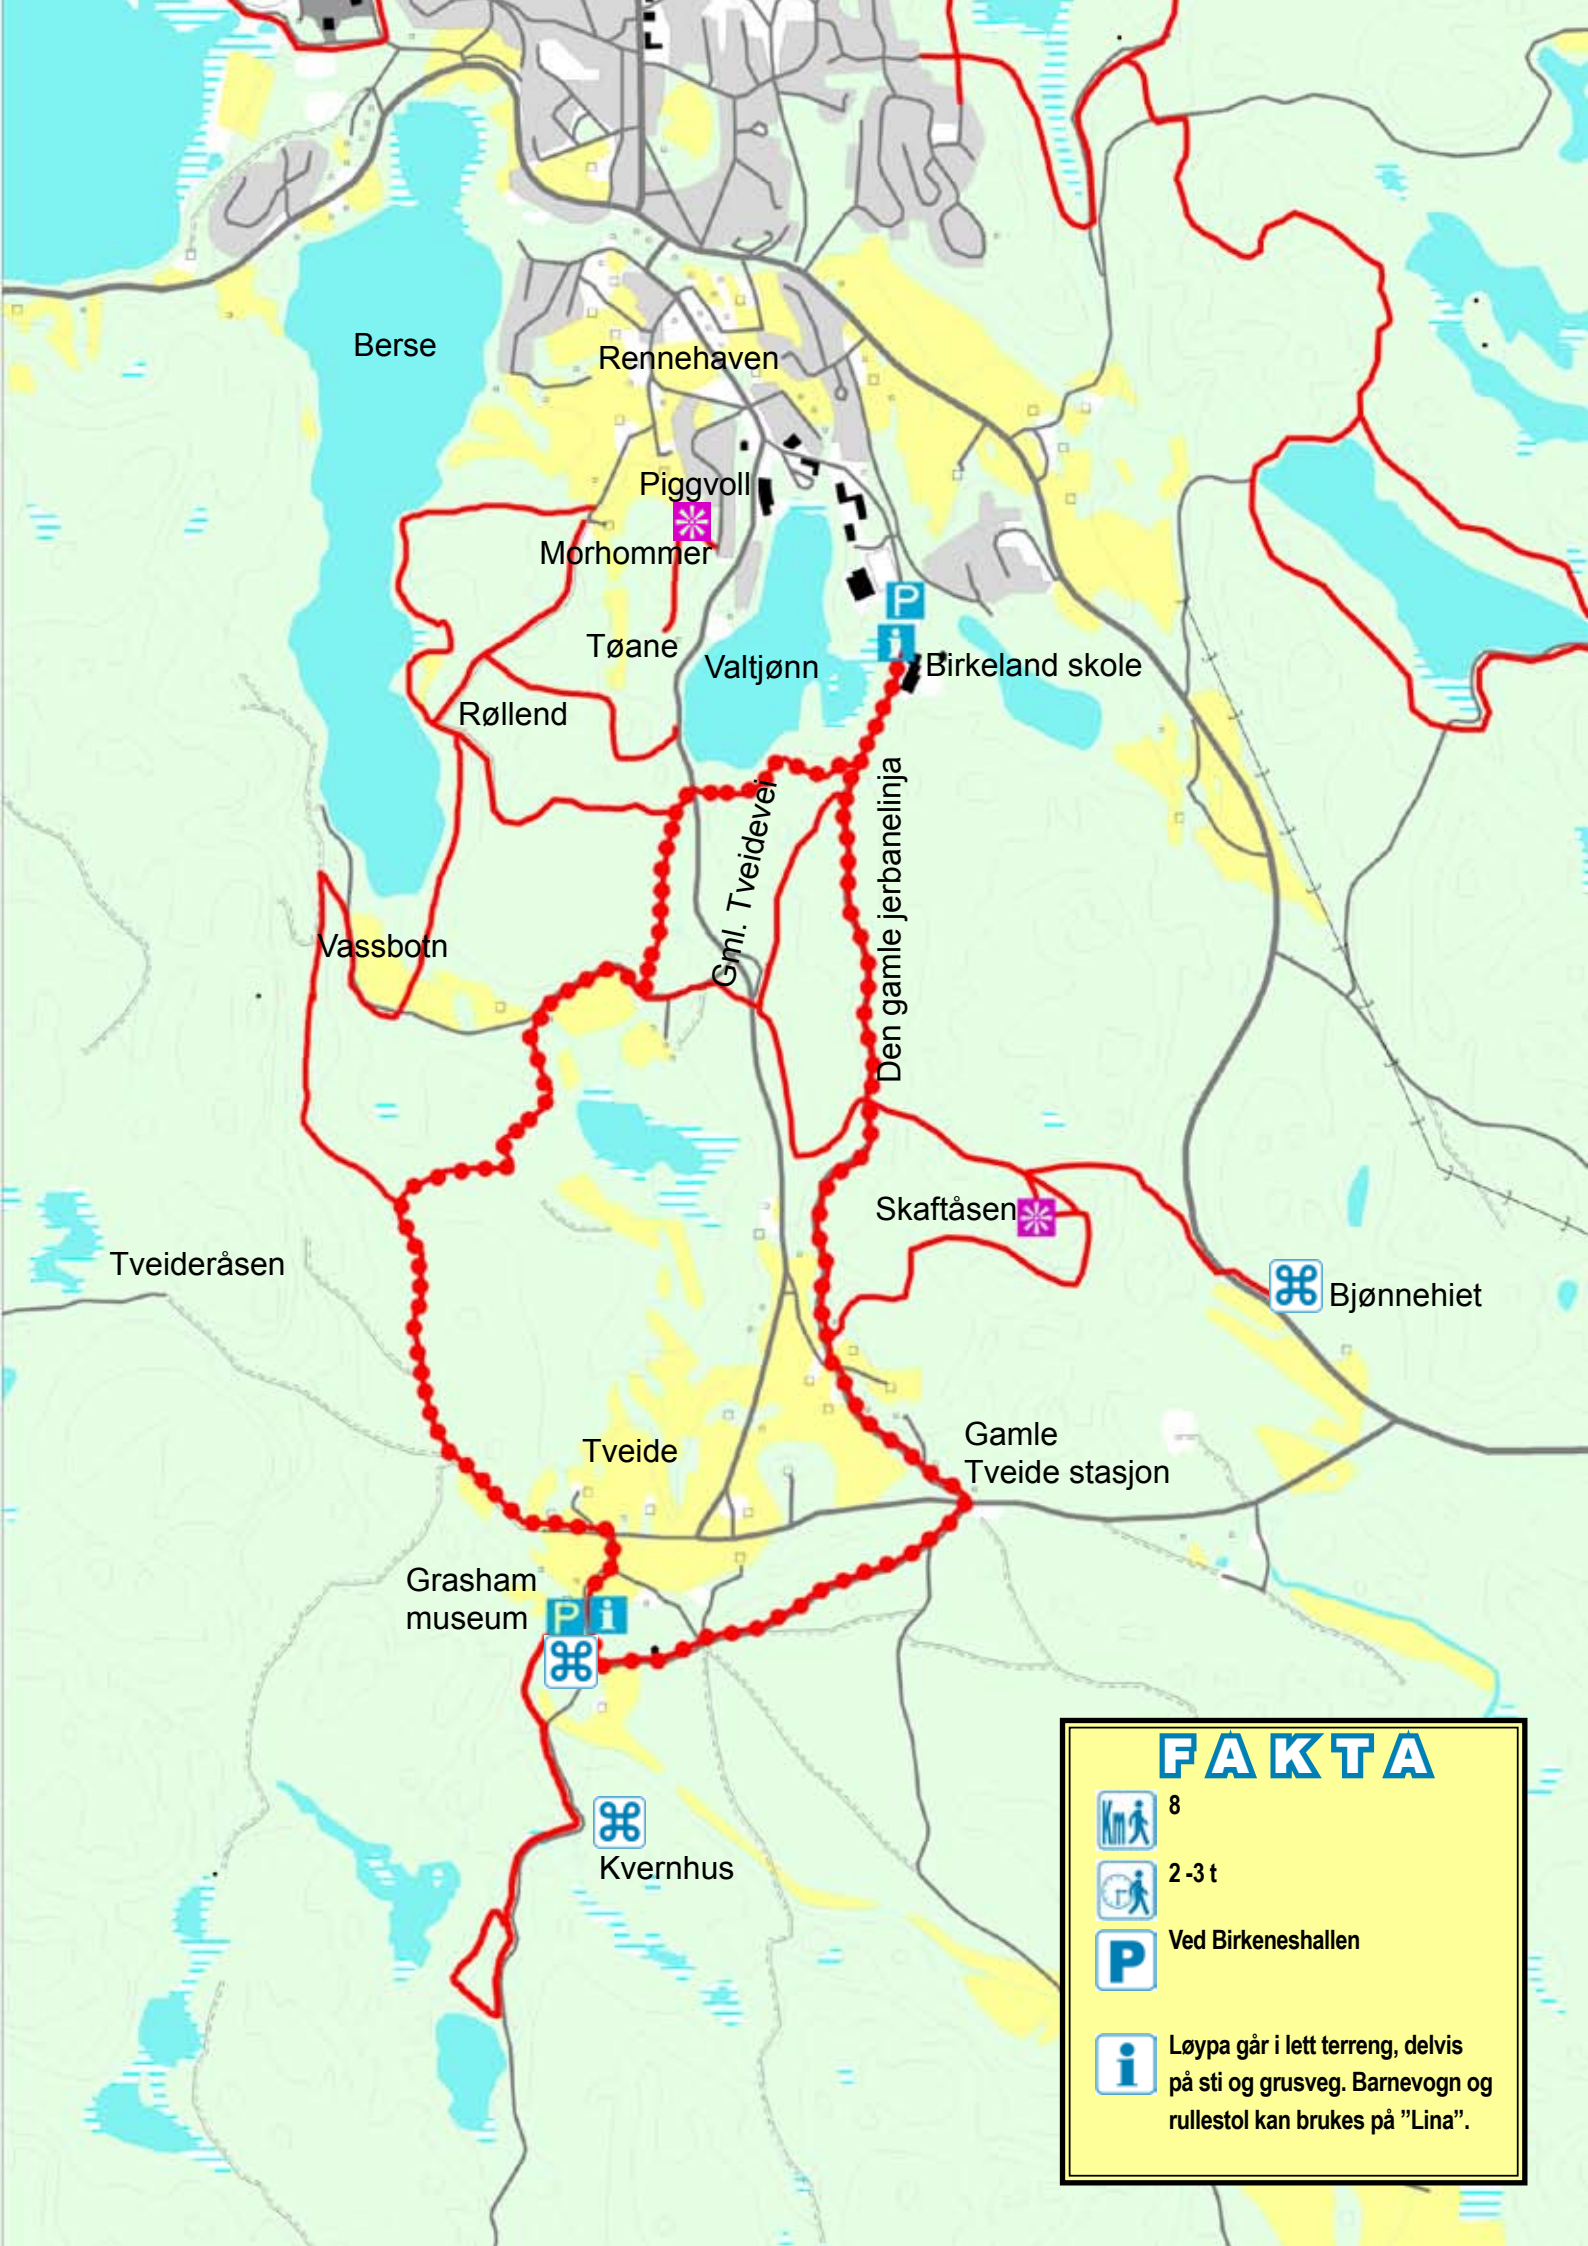 Berse
Rennehaven
Piggvoll
Morhommer
Tøane
Valtjønn
P
i
Birkeland skole
Røllend
Gml. Tveidevei
Den gamle jerbanelinja
Vassbotn
Skaftåsen
Tveideråsen
Bjønnehiet
Gamle
Tveide stasjon
Tveide
Grasham
museum
P i
Kvernhus
FAKTA
Km
8
2 -3 t
P
Ved Birkeneshallen
i
Løypa går i lett terreng, delvis
på sti og grusveg. Barnevogn og
rullestol kan brukes på ”Lina”.